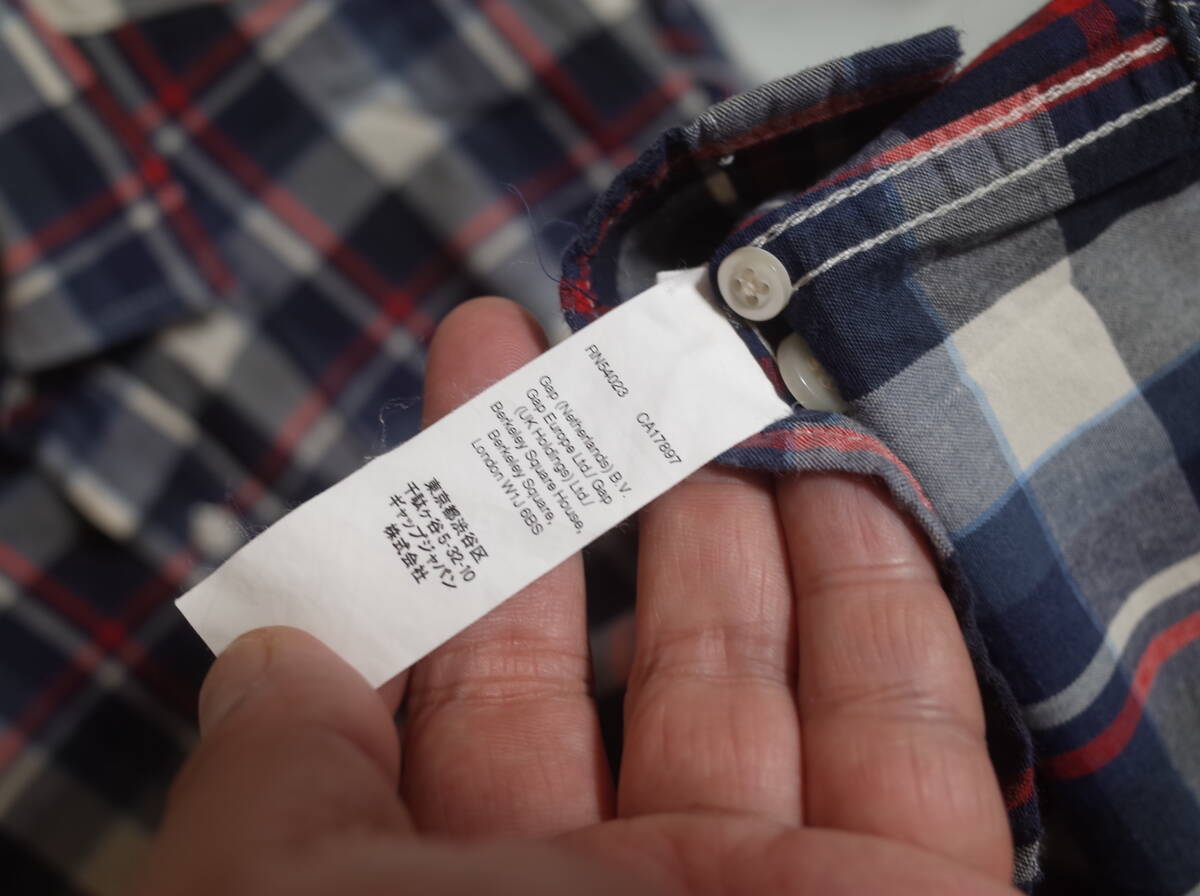 RN54023 CA17897
Gap (Netherlands) B.V.
Gap Europe Ltd./ Gap
(UK Holdings) Ltd./
Berkeley Square House,
Berkeley Square,
London W1J 6BS
東京都渋谷区
千駄ケ谷5-32-10
ギャップジャパン
株式会社